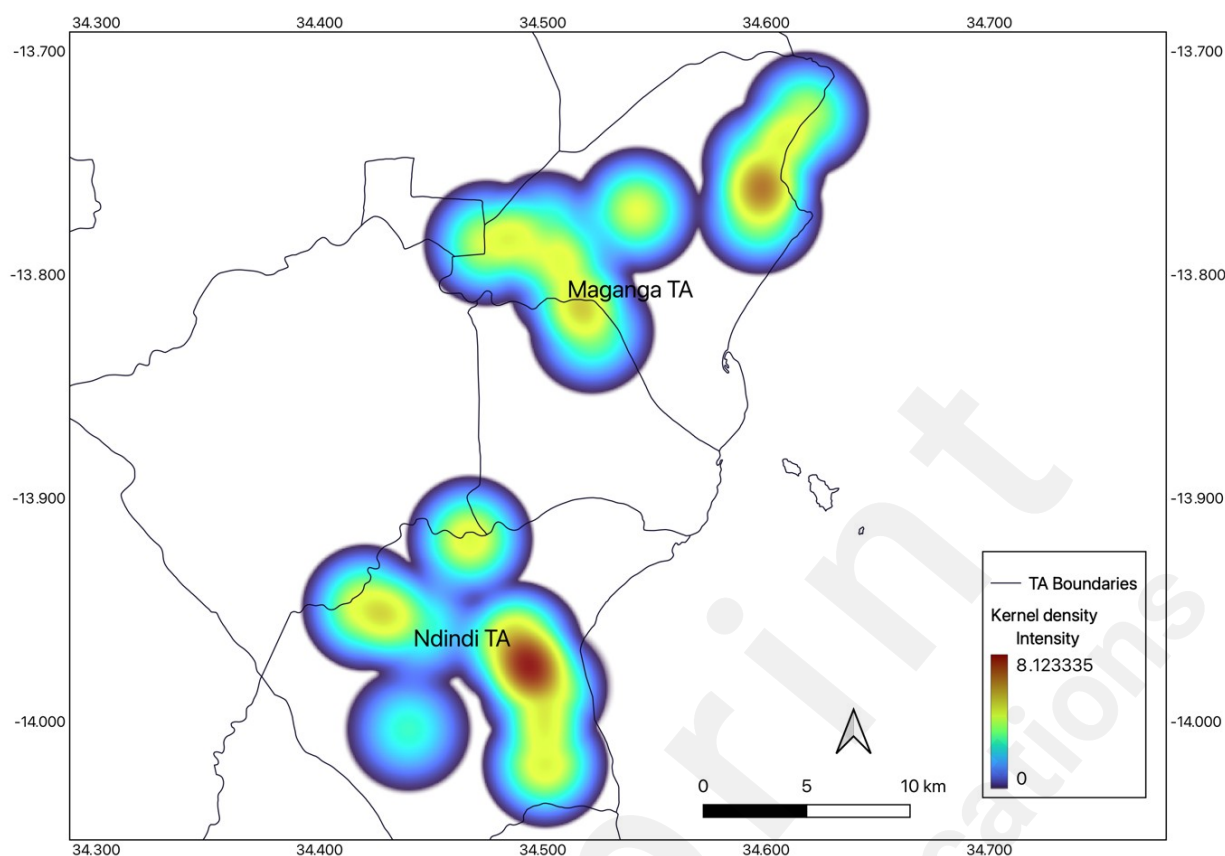 34.300 34.400 34.500 34.600 34.700
-13.700 -13.700
-13.800 -13.800
Maganga TA
-13.900 -13.900
TA Boundaries
Kernel density
Intensity
8.123335
0
Ndindi TA
-14.000 -14.000
0 5 10 km
34.300 34.400 34.500 34.600 34.700
rint
cations